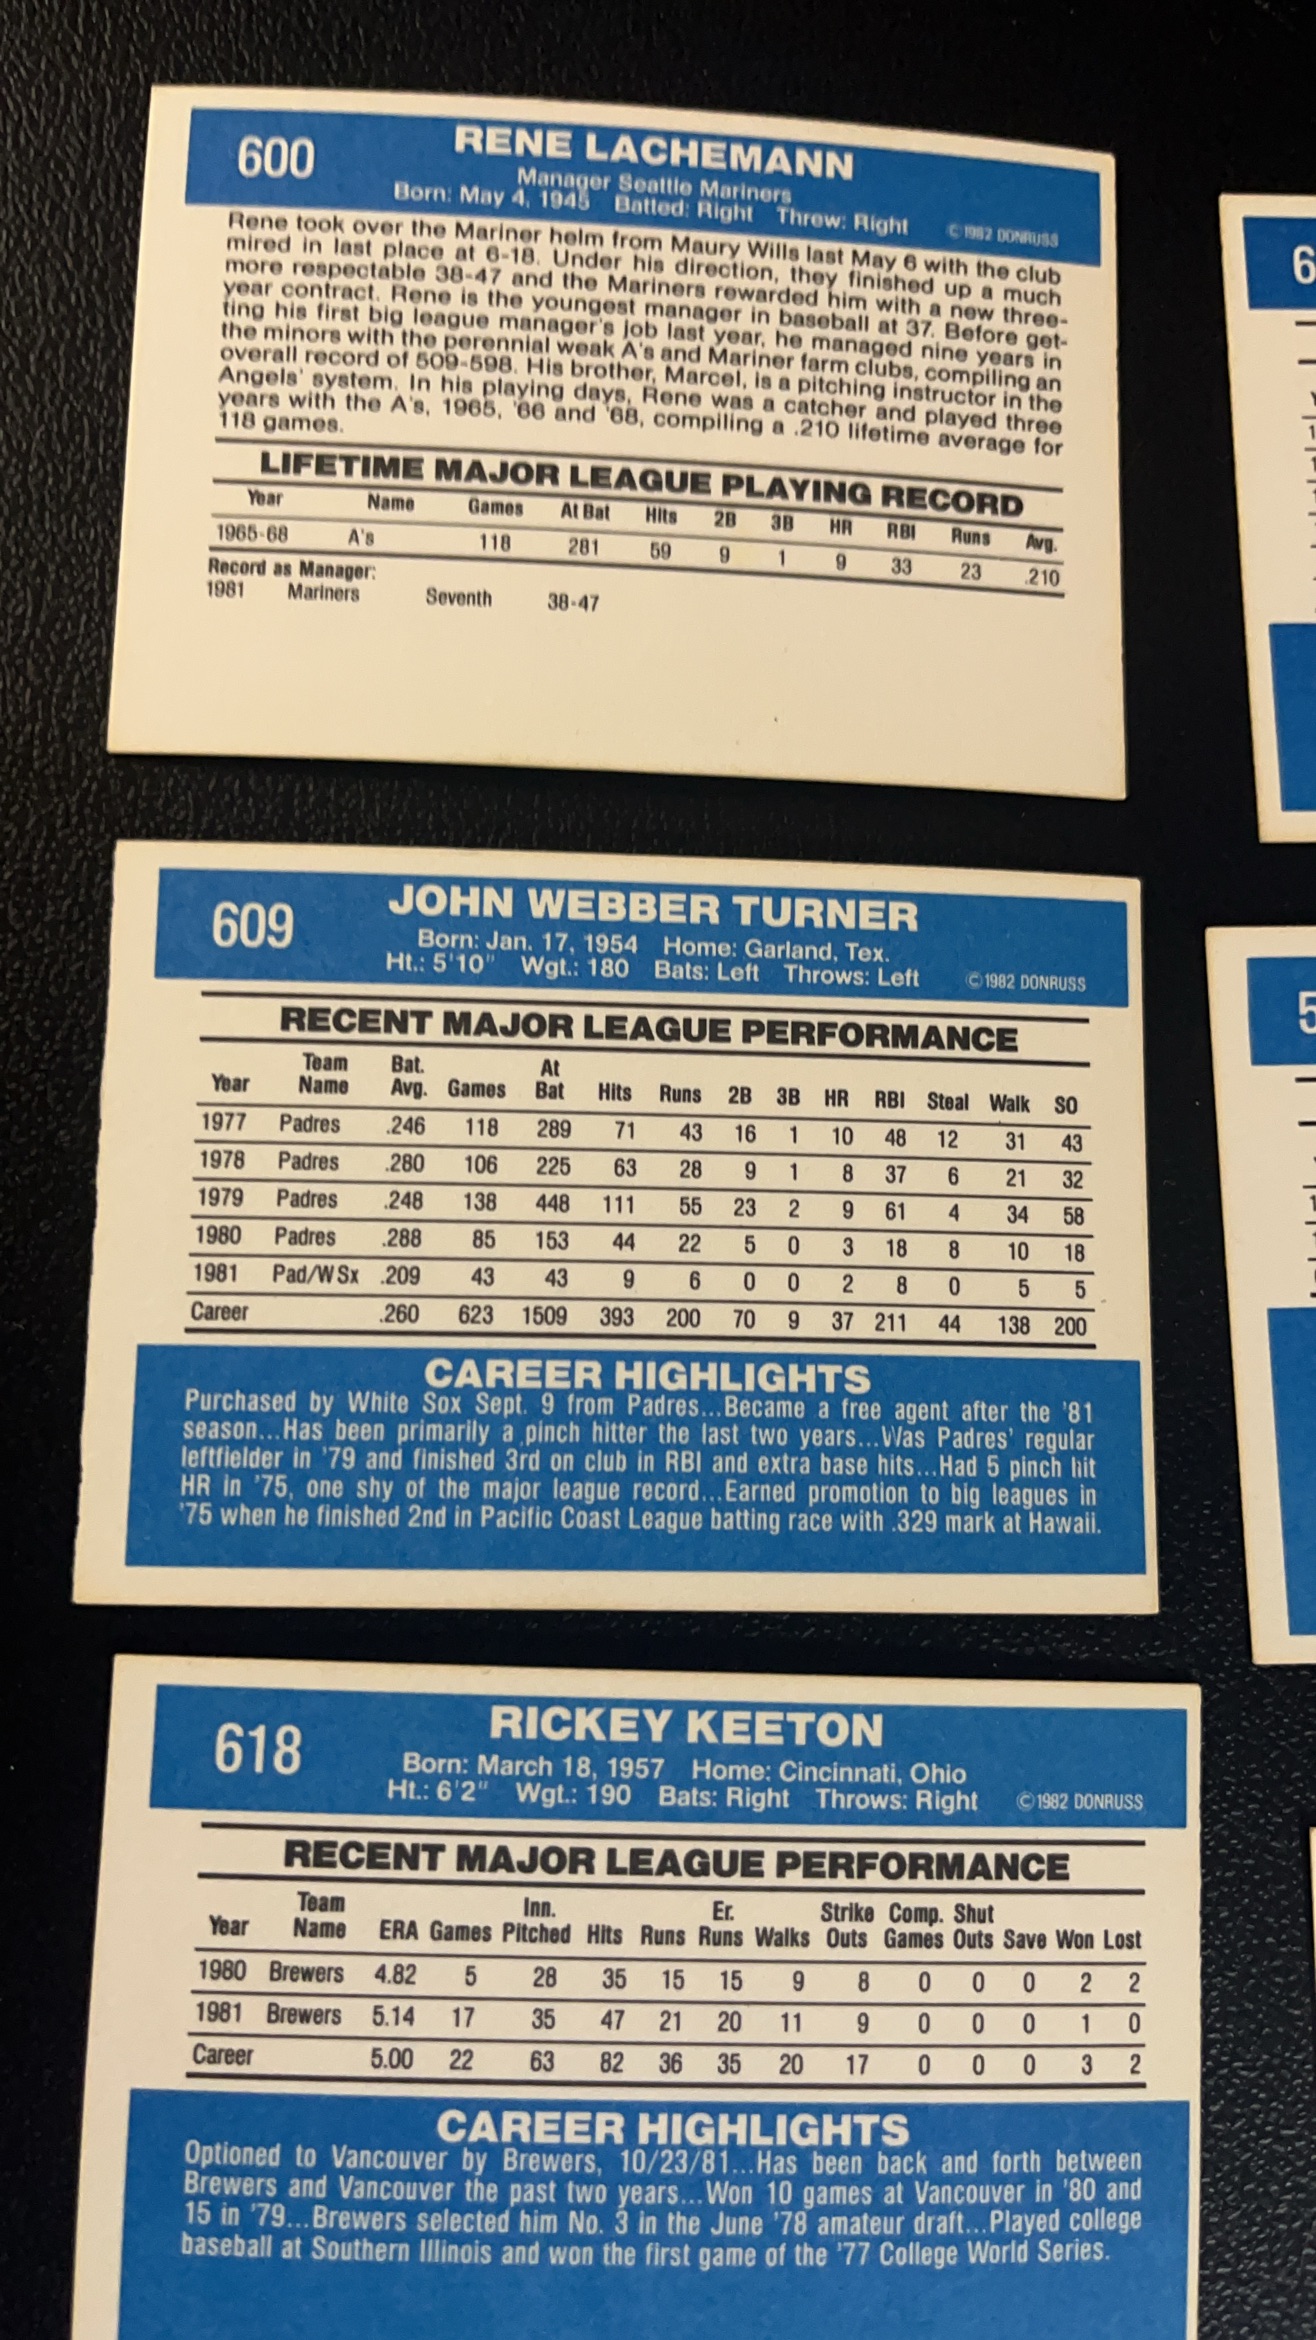 600
RENE LACHEMANN
Manager Seattle Mariners
Born: May 4, 1945 Batted: Right Threw: Right ©1982 DONRUSS
Rene took over the Mariner helm from Maury Wills last May 6 with the club
mired in last place at 6-18. Under his direction, they finished up a much
more respectable 38-47 and the Mariners rewarded him with a new three-
year contract. Rene is the youngest manager in baseball at 37. Before get-
ting his first big league manager's job last year, he managed nine years in
the minors with the perennial weak A's and Mariner farm clubs, compiling an
overall record of 509-598. His brother, Marcel, is a pitching instructor in the
Angels' system. In his playing days, Rene was a catcher and played three
years with the A's, 1965, '66 and '68, compiling a .210 lifetime average for
118 games.
LIFETIME MAJOR LEAGUE PLAYING RECORD
Year Name Games At Bat Hits 2B 3B HR RBI Runs Avg.
1965-68 A's 118 281 59 9 1 9 33 23 .210
Record as Manager:
1981 Mariners Seventh 38-47
609
JOHN WEBBER TURNER
Born: Jan. 17, 1954 Home: Garland, Tex.
Ht.: 5'10" Wgt.: 180 Bats: Left Throws: Left ©1982 DONRUSS
RECENT MAJOR LEAGUE PERFORMANCE
Team Bat. At
Year Name Avg. Games Bat Hits Runs 2B 3B HR RBI Steal Walk SO
1977 Padres .246 118 289 71 43 16 1 10 48 12 31 43
1978 Padres .280 106 225 63 28 9 1 8 37 6 21 32
1979 Padres .248 138 448 111 55 23 2 9 61 4 34 58
1980 Padres .288 85 153 44 22 5 0 3 18 8 10 18
1981 Pad/W Sx .209 43 43 9 6 0 0 2 8 0 5 5
Career .260 623 1509 393 200 70 9 37 211 44 138 200
CAREER HIGHLIGHTS
Purchased by White Sox Sept. 9 from Padres...Became a free agent after the '81
season...Has been primarily a pinch hitter the last two years...Was Padres' regular
leftfielder in '79 and finished 3rd on club in RBI and extra base hits...Had 5 pinch hit
HR in '75, one shy of the major league record...Earned promotion to big leagues in
'75 when he finished 2nd in Pacific Coast League batting race with .329 mark at Hawaii.
618
RICKEY KEETON
Born: March 18, 1957 Home: Cincinnati, Ohio
Ht.: 6'2" Wgt.: 190 Bats: Right Throws: Right ©1982 DONRUSS
RECENT MAJOR LEAGUE PERFORMANCE
Team Inn. Er. Strike Comp. Shut
Year Name ERA Games Pitched Hits Runs Runs Walks Outs Games Outs Save Won Lost
1980 Brewers 4.82 5 28 35 15 15 9 8 0 0 0 2 2
1981 Brewers 5.14 17 35 47 21 20 11 9 0 0 0 1 0
Career 5.00 22 63 82 36 35 20 17 0 0 0 3 2
CAREER HIGHLIGHTS
Optioned to Vancouver by Brewers, 10/23/81...Has been back and forth between
Brewers and Vancouver the past two years...Won 10 games at Vancouver in '80 and
15 in '79...Brewers selected him No. 3 in the June '78 amateur draft...Played college
baseball at Southern Illinois and won the first game of the '77 College World Series.
6
5